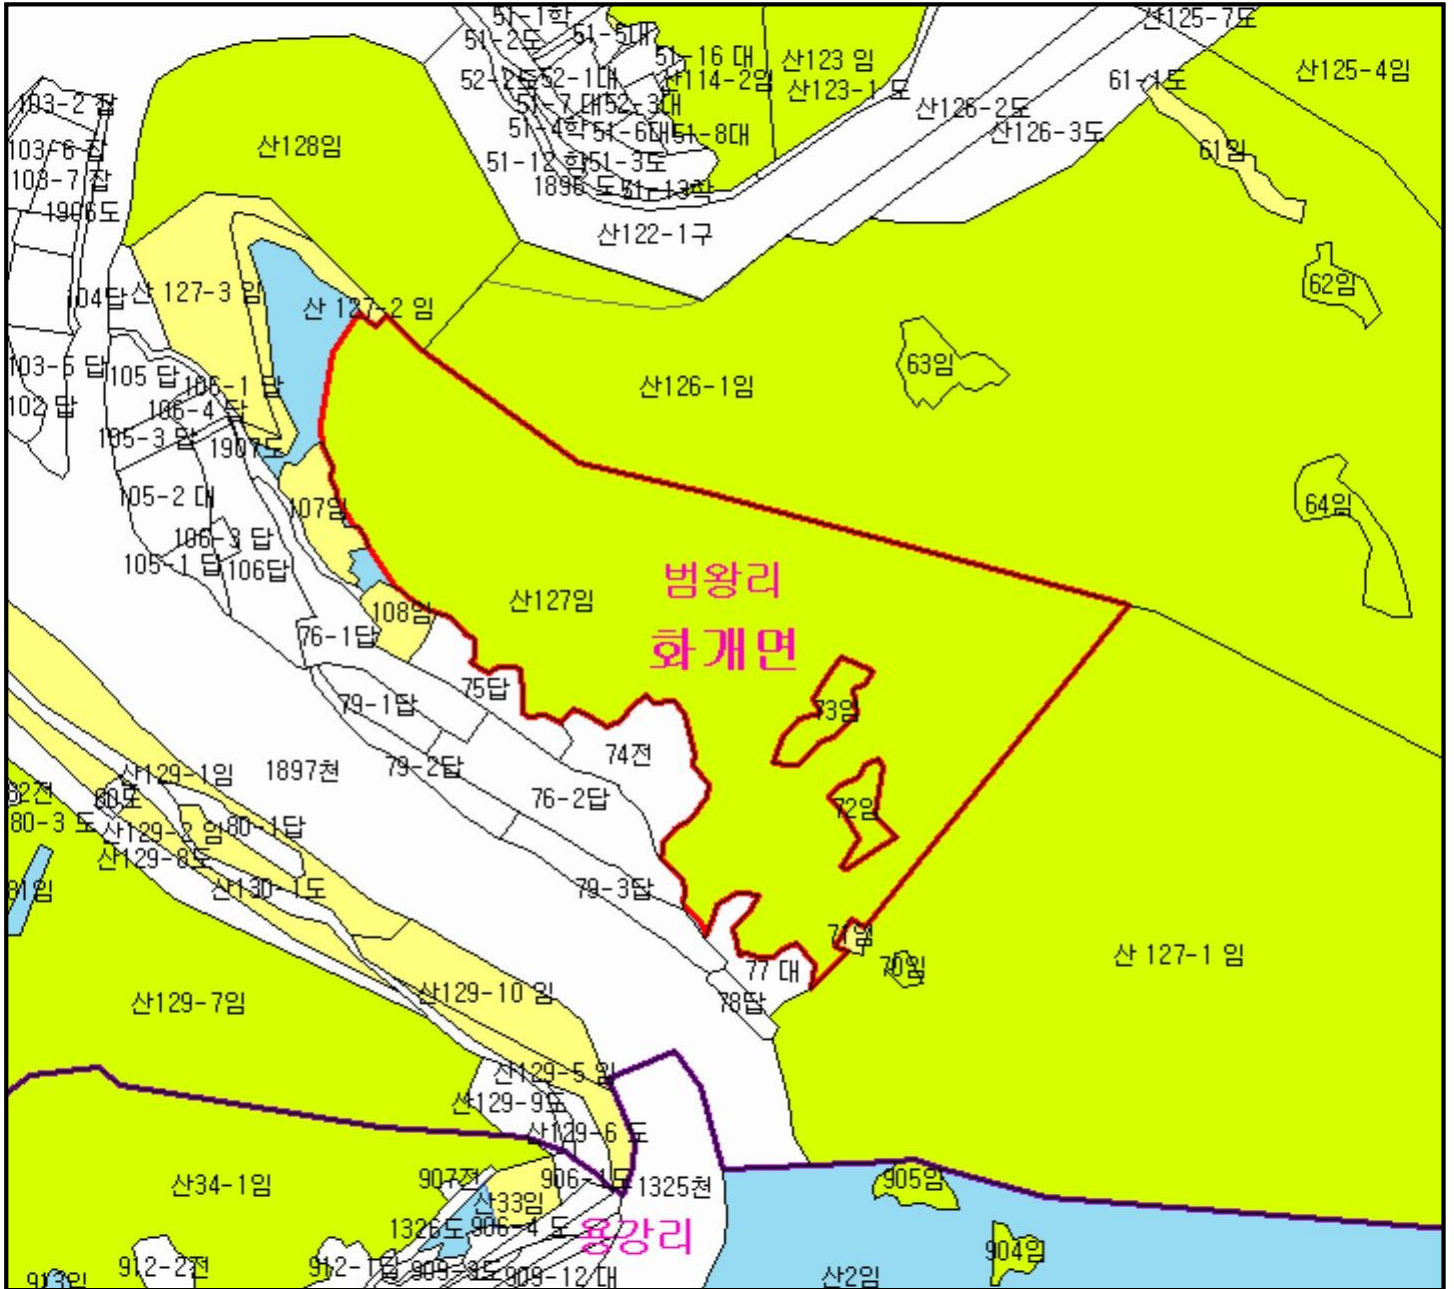 51-1학
산125-7도
51-2도
51-5대
51-16 대
산123 임
산125-4임
52-2도
52-1대
산114-2임
산123-1 도
61-1도
103-2 잡
51-7 대
52-3대
산126-2도
51-4학
51-6대
51-8대
산126-3도
103-6 잡
산128임
61임
51-12 학
51-3도
103-7 잡
1896 도
51-13학
1906도
산122-1구
62임
104답
산 127-3 임
산 127-2 임
103-5 답
105 답
63임
106-1 답
산126-1임
102 답
106-4 답
105-3 답
1907도
105-2 대
107임
64임
106-3 답
105-1 답
106답
범왕리
산127임
108임
76-1답
화개면
75답
79-1답
73임
74전
산129-1임
1897천
79-2답
82전
80도
76-2답
72임
80-3 도
산129-2 임
80-1답
산129-8도
81임
산130-1도
79-3답
71임
산 127-1 임
77 대
70임
산129-7임
산129-10 임
78답
산129-5 임
산129-9도
산129-6 도
산34-1임
907전
906-1도
1325천
905임
산33임
1326도
906-4 도
용강리
904임
912-2전
912-1답
909-3도
909-12대
산2임
913임